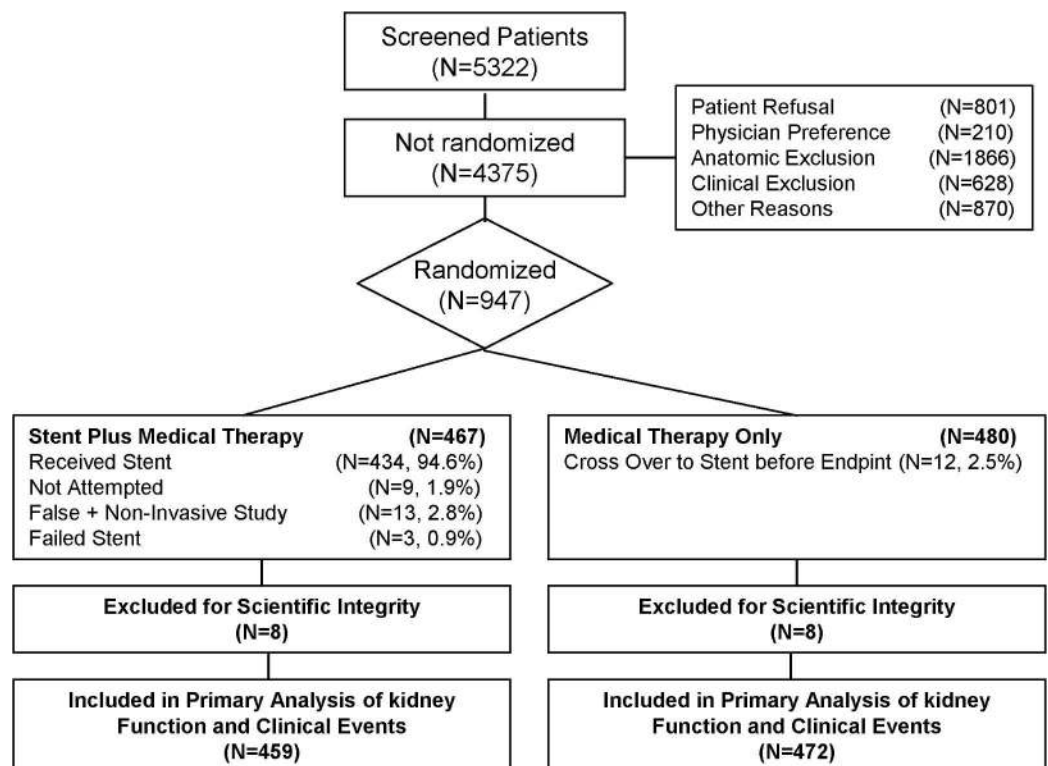 Screened Patients
(N=5322)
Not randomized
(N=4375)
Patient Refusal (N=801)
Physician Preference (N=210)
Anatomic Exclusion (N=1866)
Clinical Exclusion (N=628)
Other Reasons (N=870)
Randomized
(N=947)
Stent Plus Medical Therapy (N=467)
Received Stent (N=434, 94.6%)
Not Attempted (N=9, 1.9%)
False + Non-Invasive Study (N=13, 2.8%)
Failed Stent (N=3, 0.9%)
Medical Therapy Only (N=480)
Cross Over to Stent before Endpint (N=12, 2.5%)
Excluded for Scientific Integrity
(N=8)
Excluded for Scientific Integrity
(N=8)
Included in Primary Analysis of kidney
Function and Clinical Events
(N=459)
Included in Primary Analysis of kidney
Function and Clinical Events
(N=472)